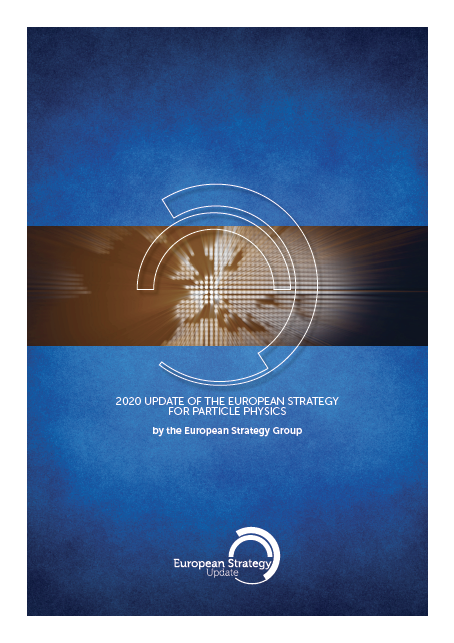 2020 UPDATE OF THE EUROPEAN STRATEGY
FOR PARTICLE PHYSICS
by the European Strategy Group
European Strategy
Update